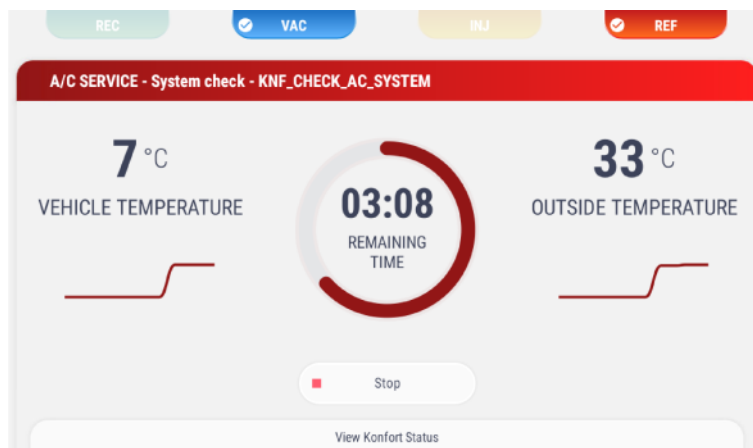 REC
VAC
INJ
REF
A/C SERVICE - System check - KNF_CHECK_AC_SYSTEM
7 °C
VEHICLE TEMPERATURE
03:08
REMAINING
TIME
33 °C
OUTSIDE TEMPERATURE
Stop
View Konfort Status